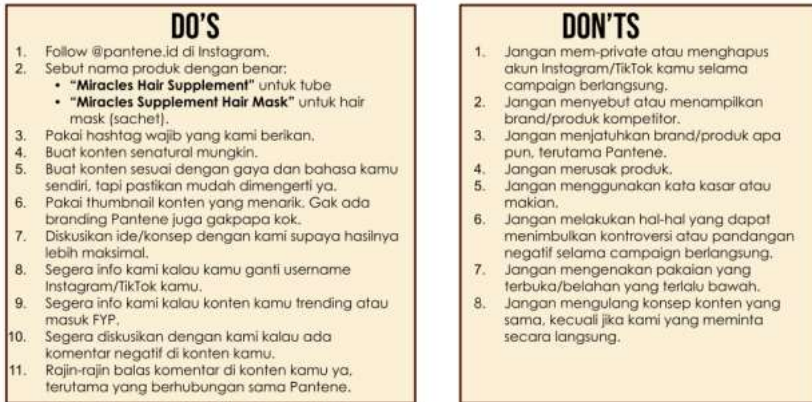 DO'S
1. Follow @pantene.id di Instagram.
2. Sebut nama produk dengan benar:
• "Miracles Hair Supplement" untuk tube
• "Miracles Supplement Hair Mask" untuk hair
mask (sachet).
3. Pakai hashtag wajib yang kami berikan.
4. Buat konten senatural mungkin.
5. Buat konten sesuai dengan gaya dan bahasa kamu
sendiri, tapi pastikan mudah dimengerti ya.
6. Pakai thumbnail konten yang menarik. Gak ada
branding Pantene juga gakpapa kok.
7. Diskusikan ide/konsep dengan kami supaya hasilnya
lebih maksimal.
8. Segera info kami kalau kamu ganti username
Instagram/TikTok kamu.
9. Segera info kami kalau konten kamu trending atau
masuk FYP.
10. Segera diskusikan dengan kami kalau ada
komentar negatif di konten kamu.
11. Rajin-rajin balas komentar di konten kamu ya,
terutama yang berhubungan sama Pantene.
DON'TS
1. Jangan mem-private atau menghapus
akun Instagram/TikTok kamu selama
campaign berlangsung.
2. Jangan menyebut atau menampilkan
brand/produk kompetitor.
3. Jangan menjatuhkan brand/produk apa
pun, terutama Pantene.
4. Jangan merusak produk.
5. Jangan menggunakan kata kasar atau
makian.
6. Jangan melakukan hal-hal yang dapat
menimbulkan kontroversi atau pandangan
negatif selama campaign berlangsung.
7. Jangan mengenakan pakaian yang
terbuka/belahan yang terlalu bawah.
8. Jangan mengulang konsep konten yang
sama, kecuali jika kami yang meminta
secara langsung.